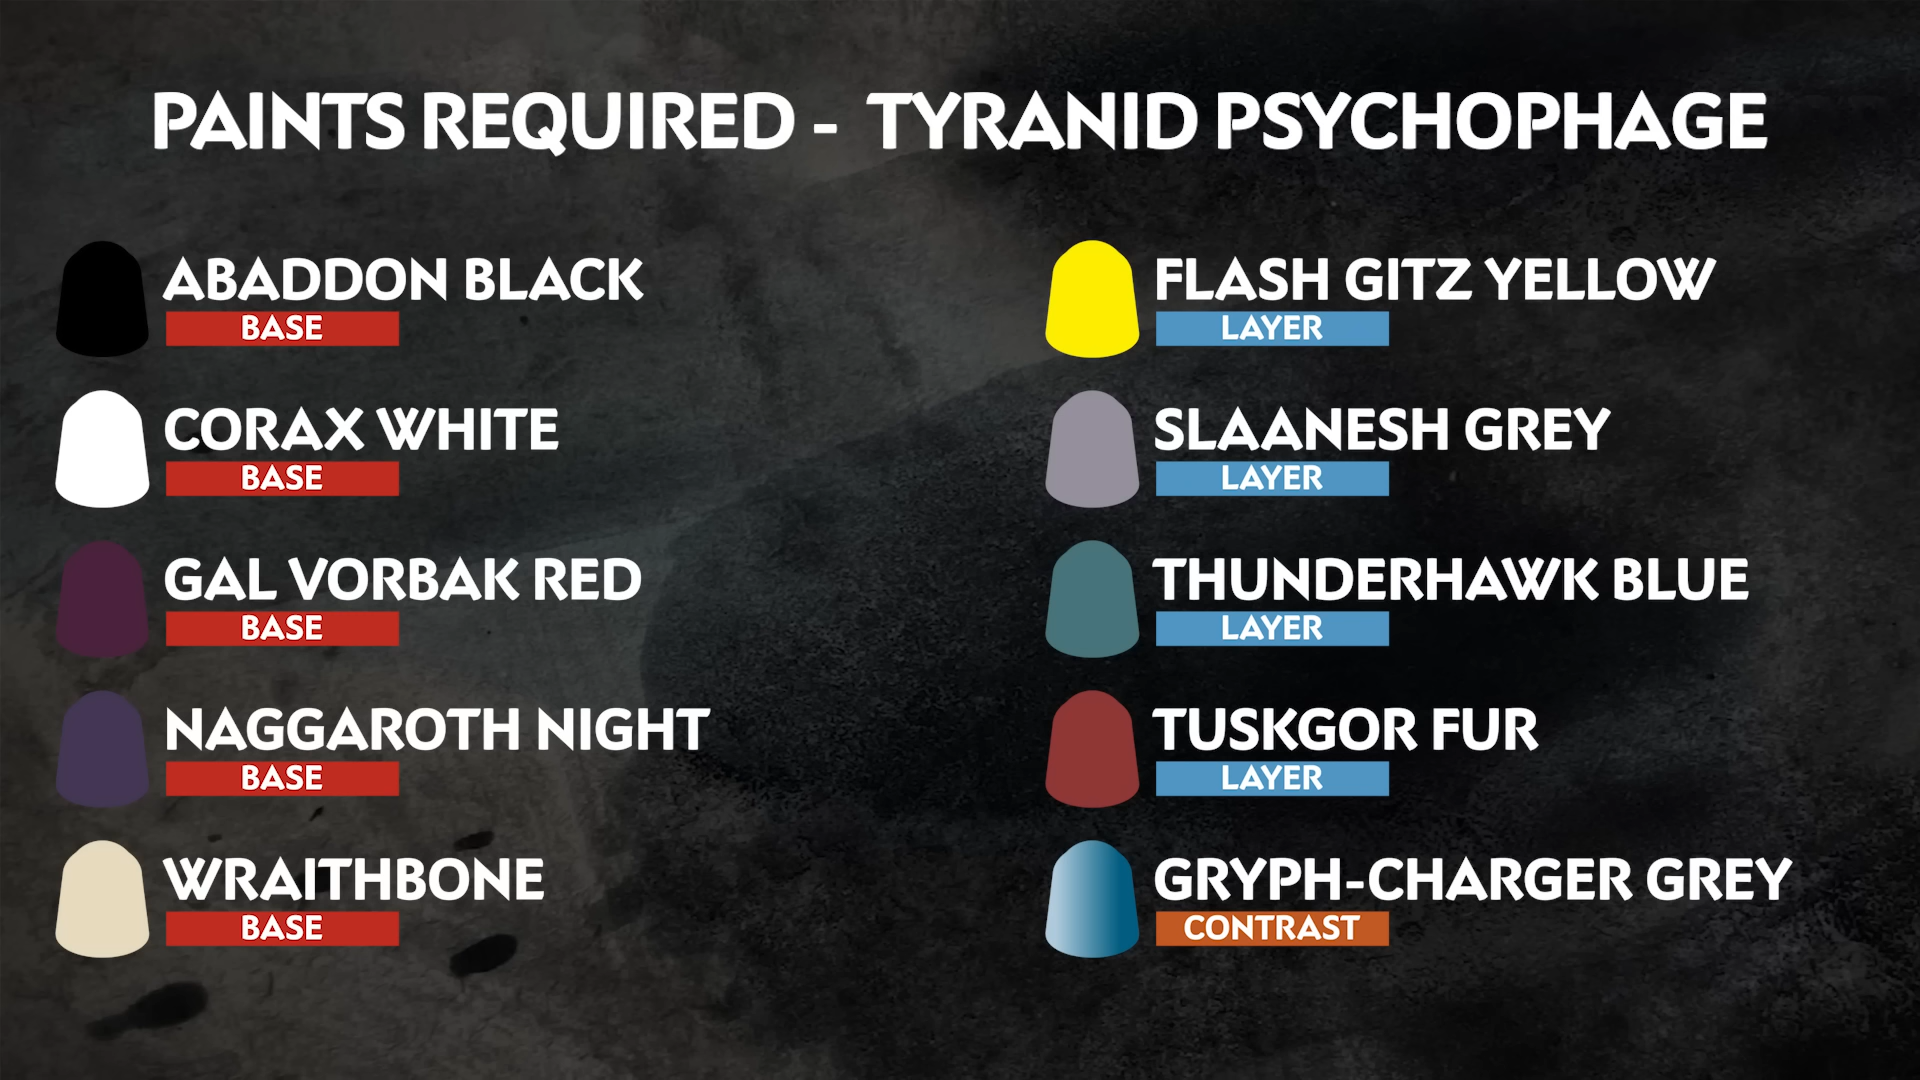 PAINTS REQUIRED - TYRANID PSYCHOPHAGE
ABADDON BLACK
BASE
CORAX WHITE
BASE
GAL VORBAK RED
BASE
NAGGAROTH NIGHT
BASE
WRAITHBONE
BASE
FLASH GITZ YELLOW
LAYER
SLAANESH GREY
LAYER
THUNDERHAWK BLUE
LAYER
TUSKGOR FUR
LAYER
GRYPH-CHARGER GREY
CONTRAST